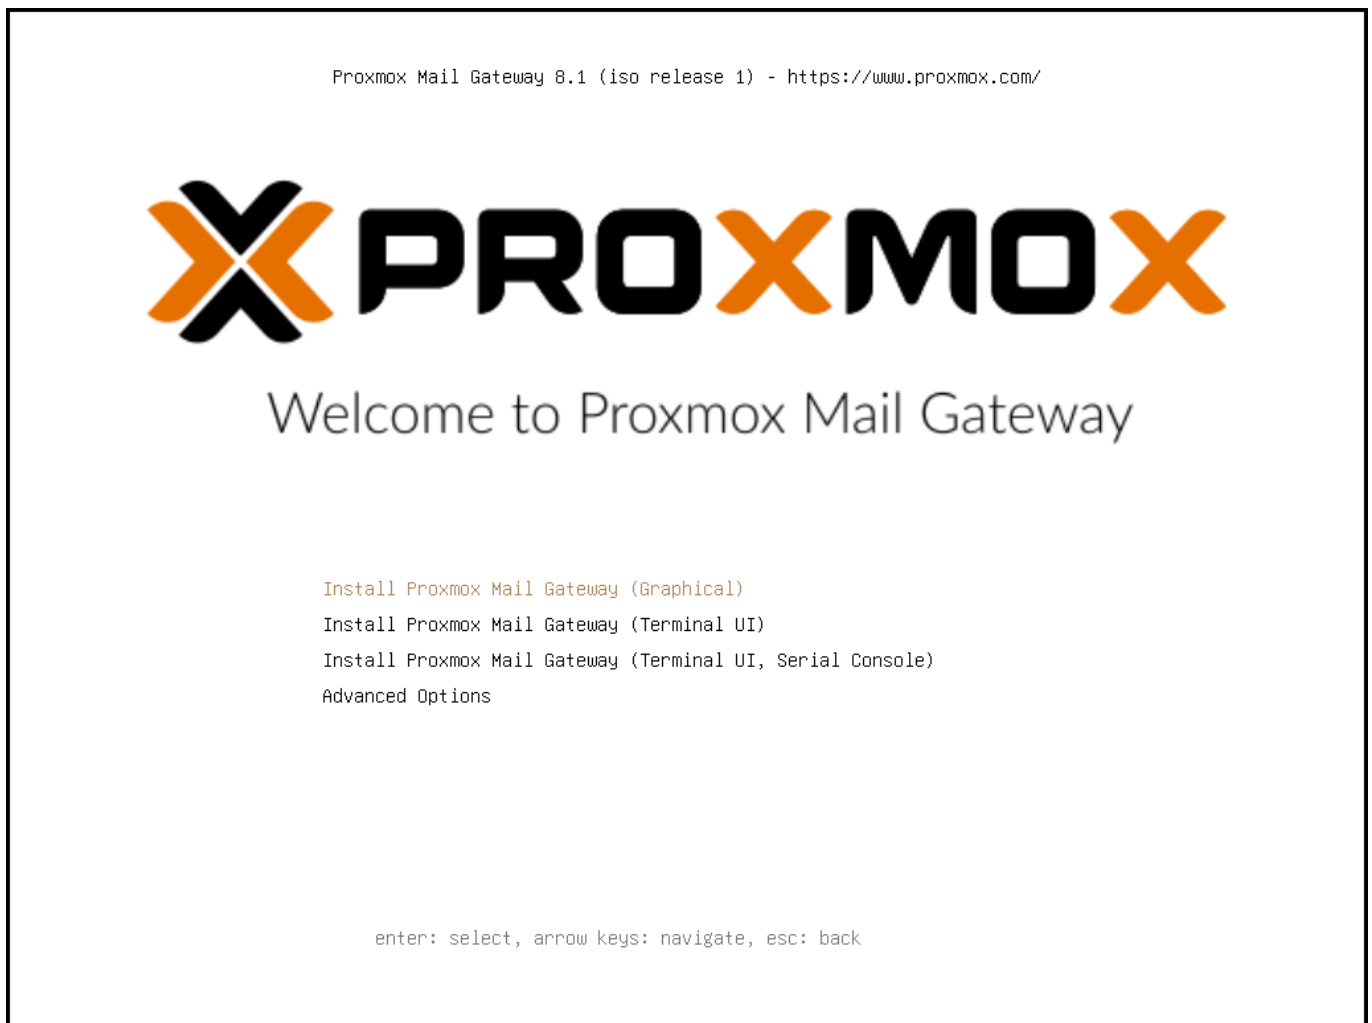 Proxmox Mail Gateway 8.1 (iso release 1) - https://www.proxmox.com/
PROXMOX
Welcome to Proxmox Mail Gateway
Install Proxmox Mail Gateway (Graphical)
Install Proxmox Mail Gateway (Terminal UI)
Install Proxmox Mail Gateway (Terminal UI, Serial Console)
Advanced Options
enter: select, arrow keys: navigate, esc: back